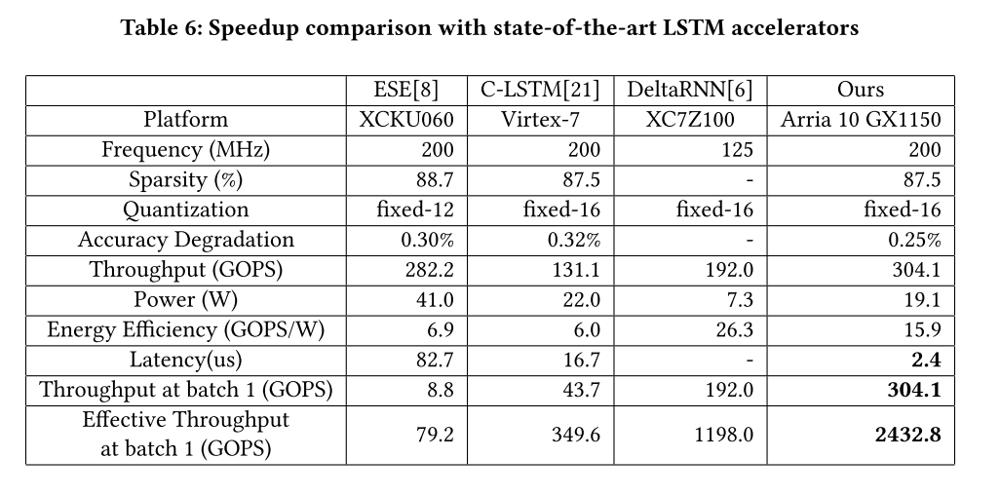 Table 6: Speedup comparison with state-of-the-art LSTM accelerators
ESE[8] C-LSTM[21] DeltaRNN[6] Ours
Platform XCKU060 Virtex-7 XC7Z100 Arria 10 GX1150
Frequency (MHz) 200 200 125 200
Sparsity (%) 88.7 87.5 - 87.5
Quantization fixed-12 fixed-16 fixed-16 fixed-16
Accuracy Degradation 0.30% 0.32% - 0.25%
Throughput (GOPS) 282.2 131.1 192.0 304.1
Power (W) 41.0 22.0 7.3 19.1
Energy Efficiency (GOPS/W) 6.9 6.0 26.3 15.9
Latency(us) 82.7 16.7 - 2.4
Throughput at batch 1 (GOPS) 8.8 43.7 192.0 304.1
Effective Throughput
at batch 1 (GOPS) 79.2 349.6 1198.0 2432.8